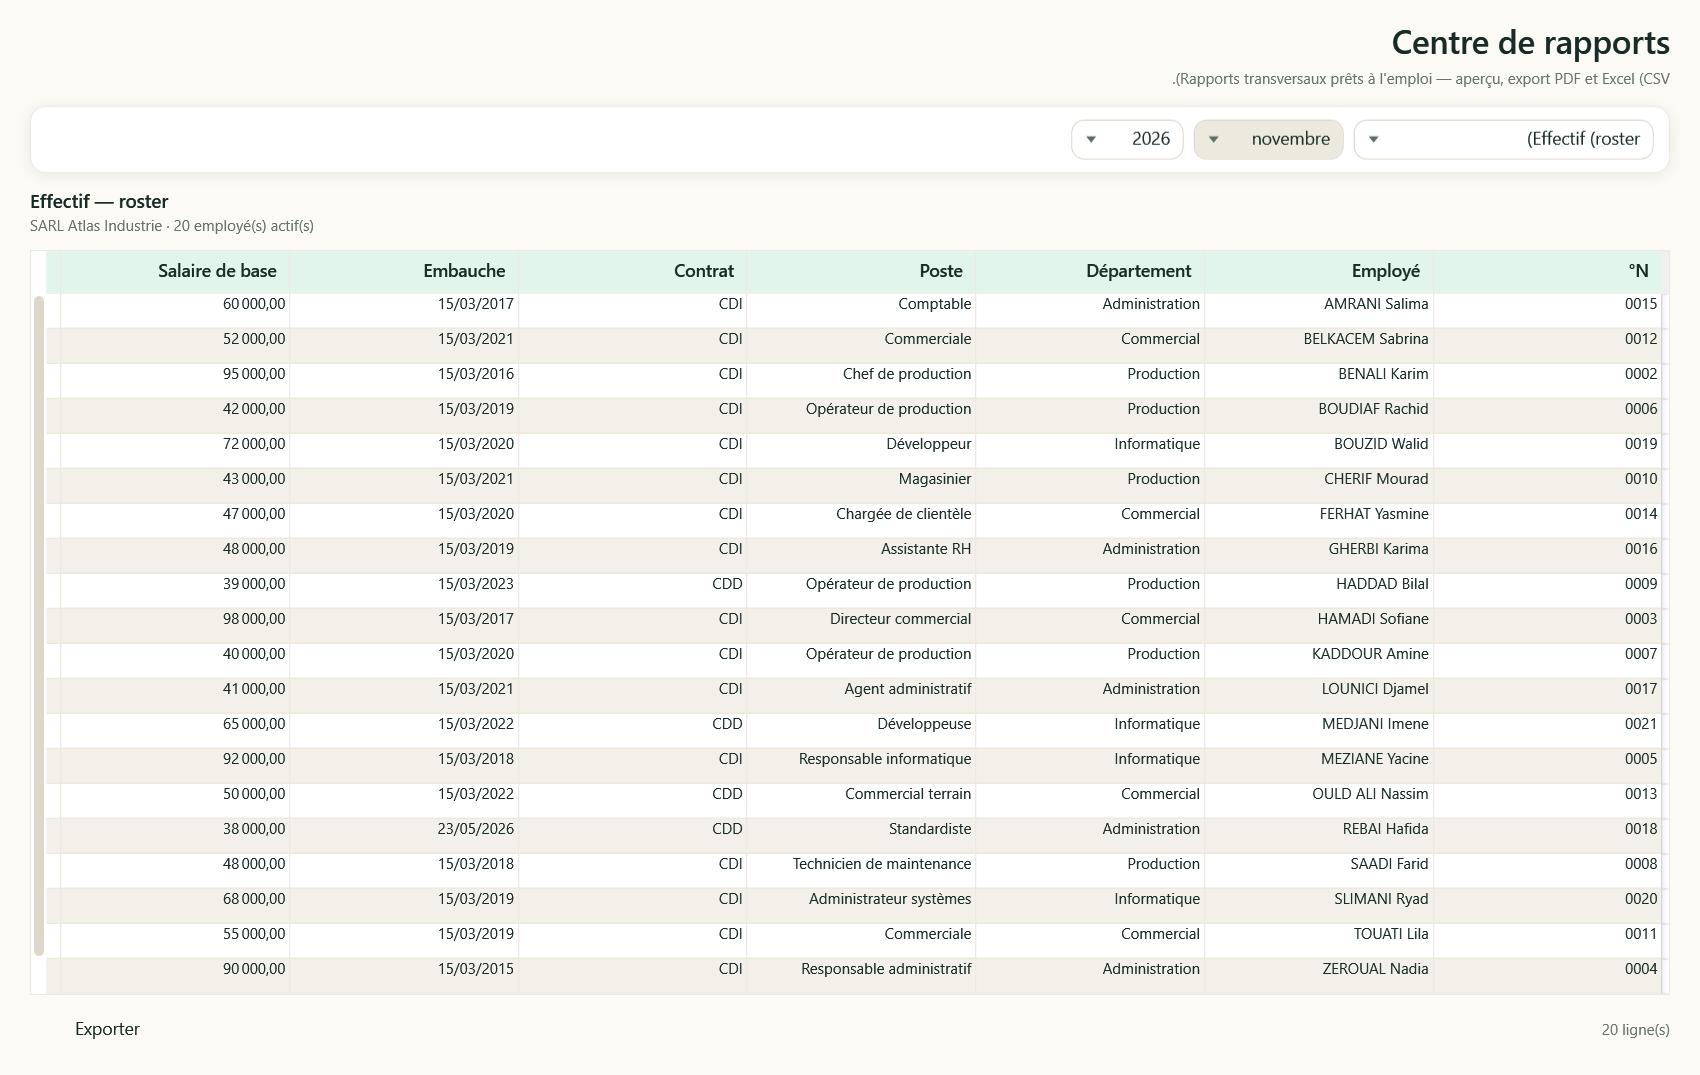 Centre de rapports
.(Rapports transversaux prêts à l'emploi — aperçu, export PDF et Excel (CSV
(Effectif (roster novembre 2026
Effectif — roster
SARL Atlas Industrie · 20 employé(s) actif(s)
°N Employé Département Poste Contrat Embauche Salaire de base
0015 AMRANI Salima Administration Comptable CDI 15/03/2017 60 000,00
0012 BELKACEM Sabrina Commercial Commerciale CDI 15/03/2021 52 000,00
0002 BENALI Karim Production Chef de production CDI 15/03/2016 95 000,00
0006 BOUDIAF Rachid Production Opérateur de production CDI 15/03/2019 42 000,00
0019 BOUZID Walid Informatique Développeur CDI 15/03/2020 72 000,00
0010 CHERIF Mourad Production Magasinier CDI 15/03/2021 43 000,00
0014 FERHAT Yasmine Commercial Chargée de clientèle CDI 15/03/2020 47 000,00
0016 GHERBI Karima Administration Assistante RH CDI 15/03/2019 48 000,00
0009 HADDAD Bilal Production Opérateur de production CDD 15/03/2023 39 000,00
0003 HAMADI Sofiane Commercial Directeur commercial CDI 15/03/2017 98 000,00
0007 KADDOUR Amine Production Opérateur de production CDI 15/03/2020 40 000,00
0017 LOUNICI Djamel Administration Agent administratif CDI 15/03/2021 41 000,00
0021 MEDJANI Imene Informatique Développeuse CDD 15/03/2022 65 000,00
0005 MEZIANE Yacine Informatique Responsable informatique CDI 15/03/2018 92 000,00
0013 OULD ALI Nassim Commercial Commercial terrain CDD 15/03/2022 50 000,00
0018 REBAI Hafida Administration Standardiste CDD 23/05/2026 38 000,00
0008 SAADI Farid Production Technicien de maintenance CDI 15/03/2018 48 000,00
0020 SLIMANI Ryad Informatique Administrateur systèmes CDI 15/03/2019 68 000,00
0011 TOUATI Lila Commercial Commerciale CDI 15/03/2019 55 000,00
0004 ZEROUAL Nadia Administration Responsable administratif CDI 15/03/2015 90 000,00
20 ligne(s)
Exporter